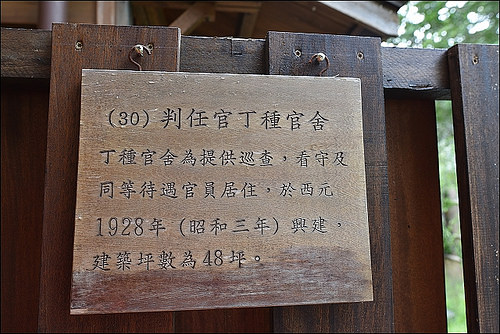 (30) 判任官丁種官舍
丁種官舍為提供巡查，看守及
同等待遇官員居住，於西元
1928年 (昭和三年) 興建，
建築坪數為48坪。